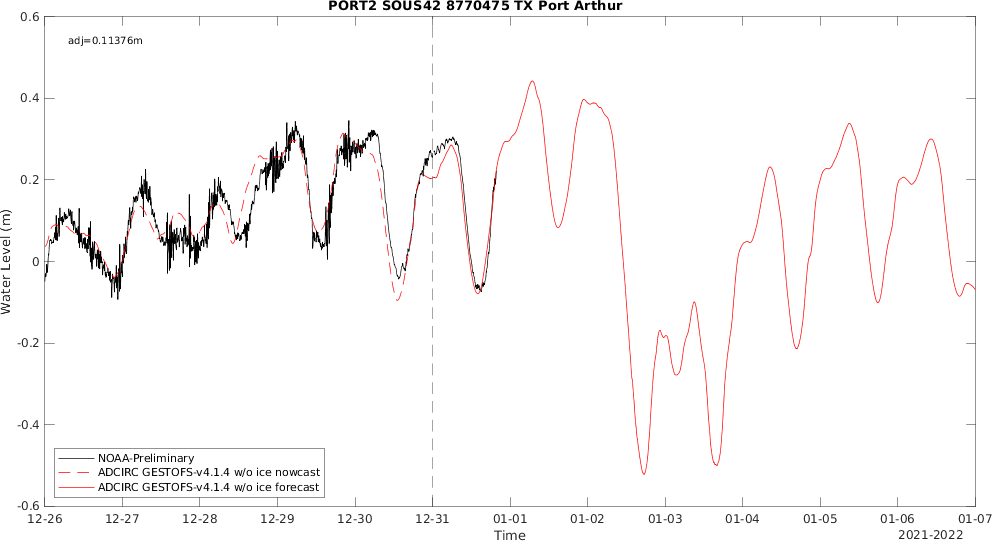 PORT2 SOUS42 8770475 TX Port Arthur
0.6
adj=0.11376m
0.4
0.2
0
-0.2
-0.4
-0.6
Water Level (m)
NOAA-Preliminary
ADCIRC GESTOFS-v4.1.4 w/o ice nowcast
ADCIRC GESTOFS-v4.1.4 w/o ice forecast
12-26 12-27 12-28 12-29 12-30 12-31 01-01 01-02 01-03 01-04 01-05 01-06 01-07
Time
2021-2022